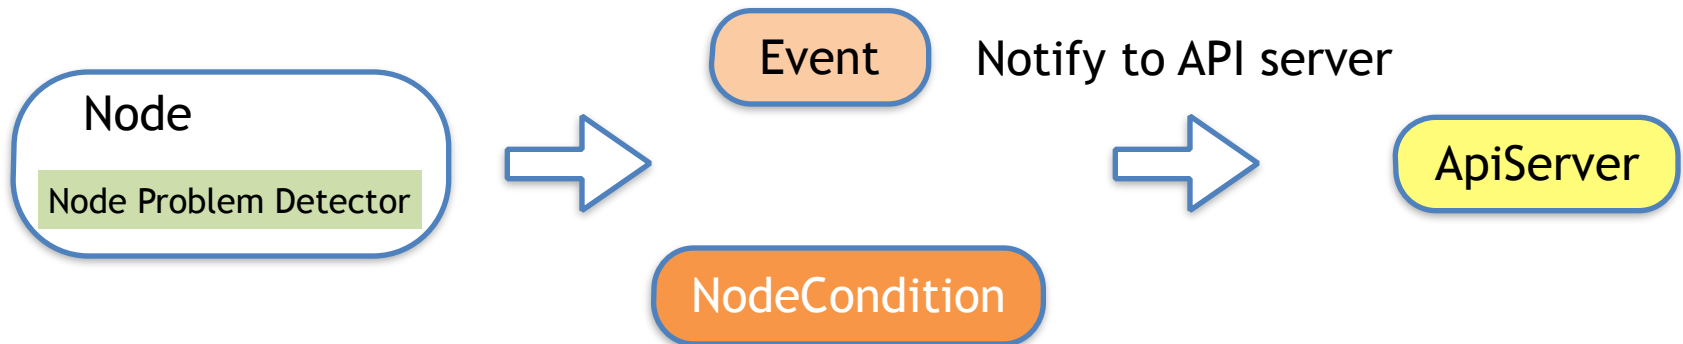 Node
Node Problem Detector
Event
Notify to API server
NodeCondition
ApiServer